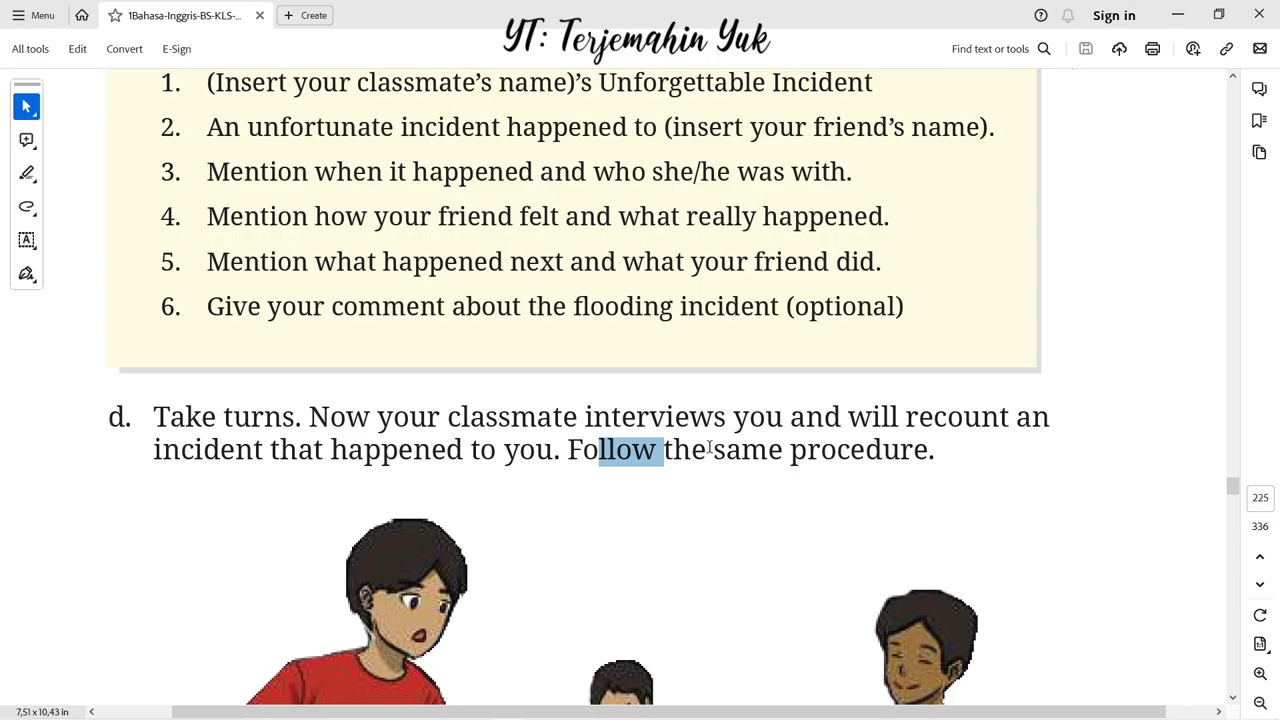 Menu
1Bahasa-Inggris-BS-KLS-...
Create
YT: Terjemahin Yuk
Sign in
All tools Edit Convert E-Sign
Find text or tools
1. (Insert your classmate's name)'s Unforgettable Incident
2. An unfortunate incident happened to (insert your friend's name).
3. Mention when it happened and who she/he was with.
4. Mention how your friend felt and what really happened.
5. Mention what happened next and what your friend did.
6. Give your comment about the flooding incident (optional)
d. Take turns. Now your classmate interviews you and will recount an
incident that happened to you. Follow the same procedure.
225
336
7,51 x 10,43 in